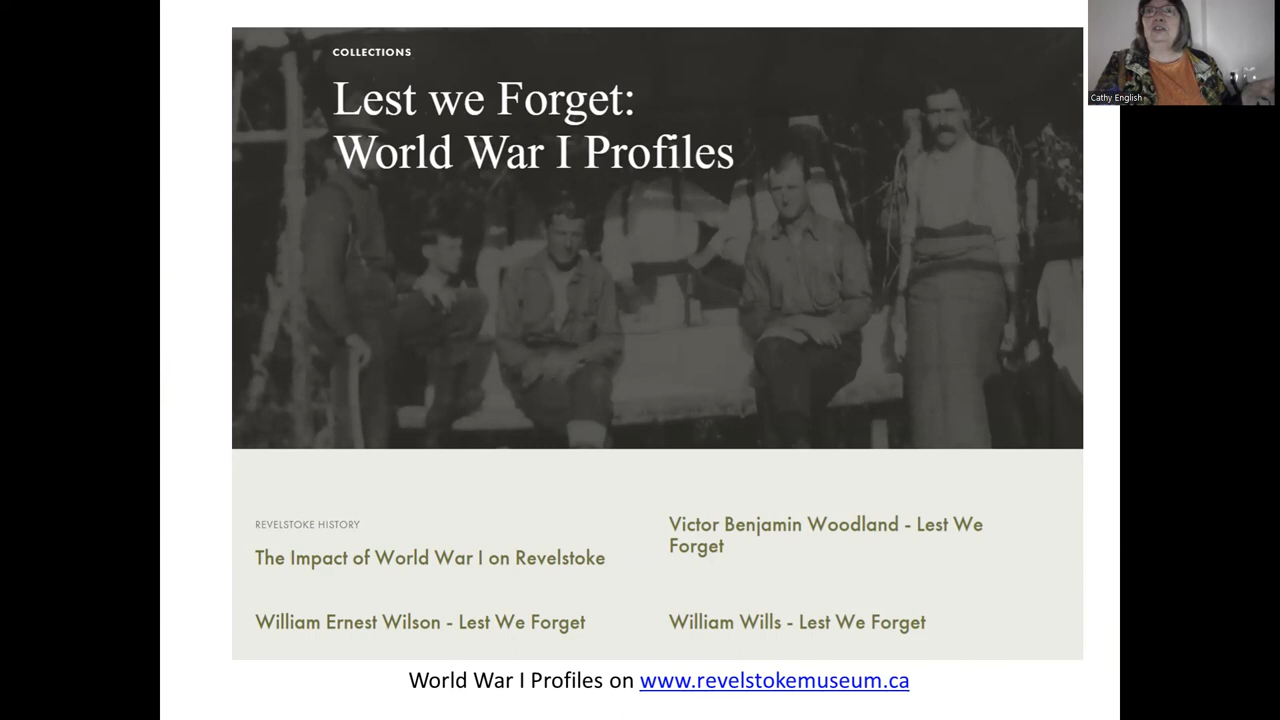 COLLECTIONS
Lest we Forget:
World War I Profiles
Cathy English
REVELSTOKE HISTORY
The Impact of World War I on Revelstoke
Victor Benjamin Woodland - Lest We
Forget
William Ernest Wilson - Lest We Forget
William Wills - Lest We Forget
World War I Profiles on www.revelstokemuseum.ca